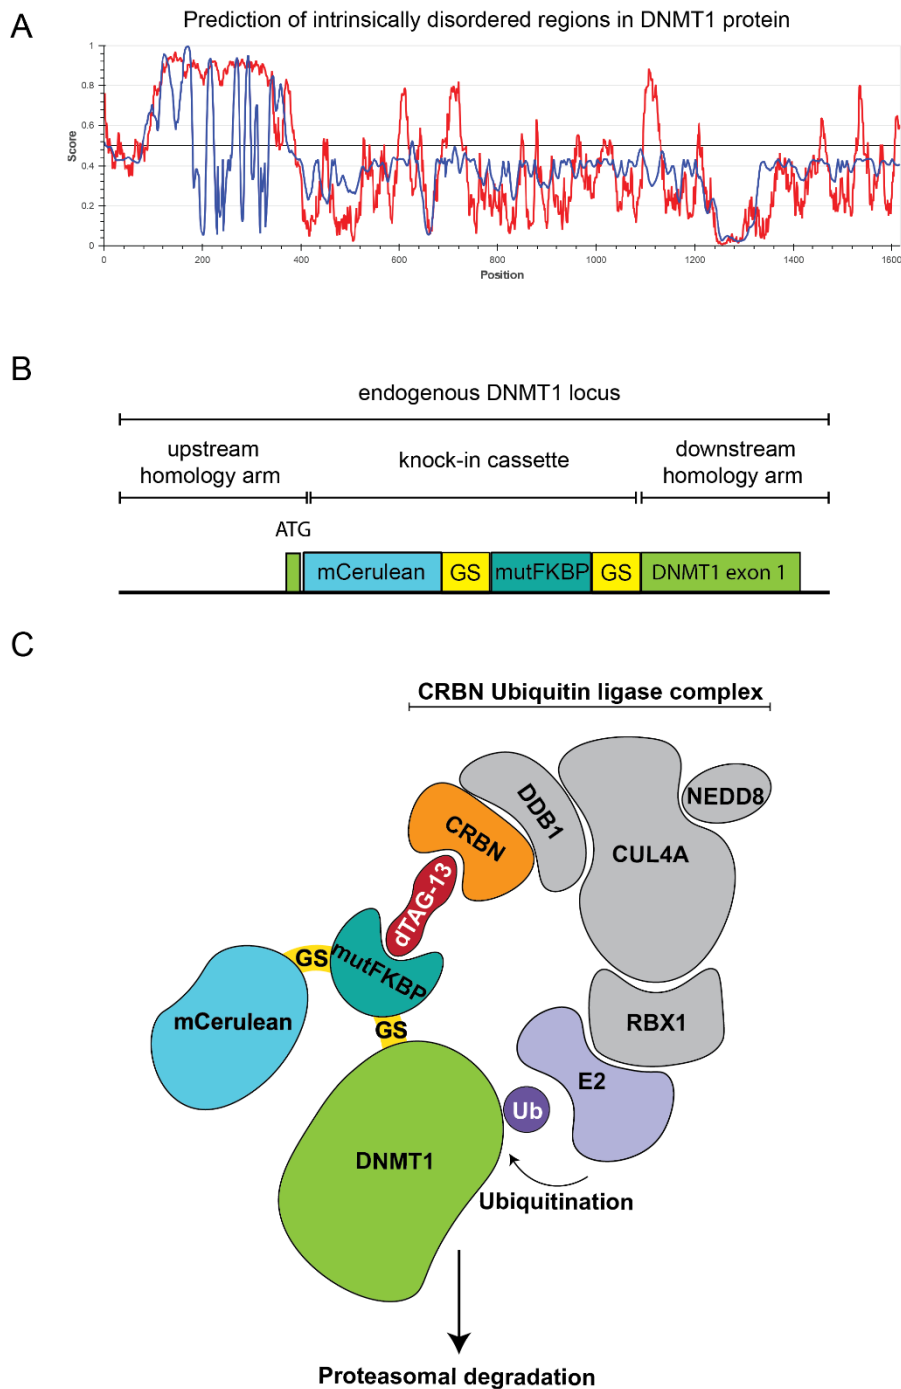 A
Prediction of intrinsically disordered regions in DNMT1 protein
1
0.8
0.6
0.4
0.2
0
Score
0 200 400 600 800 1000 1200 1400 1600
Position
B
endogenous DNMT1 locus
upstream
homology arm
knock-in cassette
downstream
homology arm
ATG
mCerulean GS mutFKBP GS DNMT1 exon 1
C
CRBN Ubiquitin ligase complex
NEDD8
DDB1
CRBN
CUL4A
dTAG-13
GS
mutFKBP
mCerulean
GS
RBX1
E2
Ub
DNMT1
Ubiquitination
Proteasomal degradation